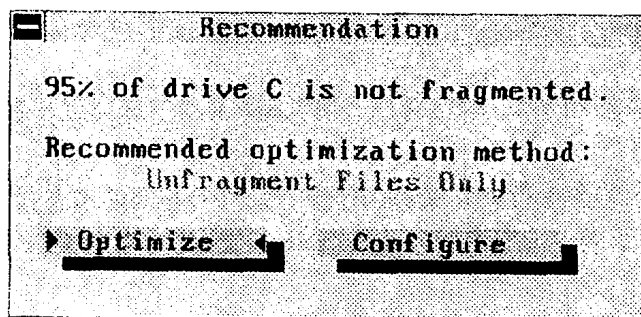 Recommendation
95% of drive C is not fragmented.
Recommended optimization method:
Unfragment Files Only
Optimize
Configure